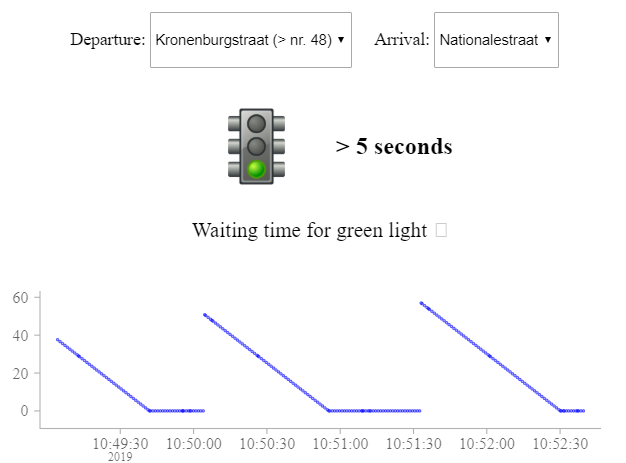 Departure: Kronenburgstraat (> nr. 48) ▼ Arrival: Nationalestraat ▼
> 5 seconds
Waiting time for green light
60
40
20
0
10:49:30 10:50:00 10:50:30 10:51:00 10:51:30 10:52:00 10:52:30
2019